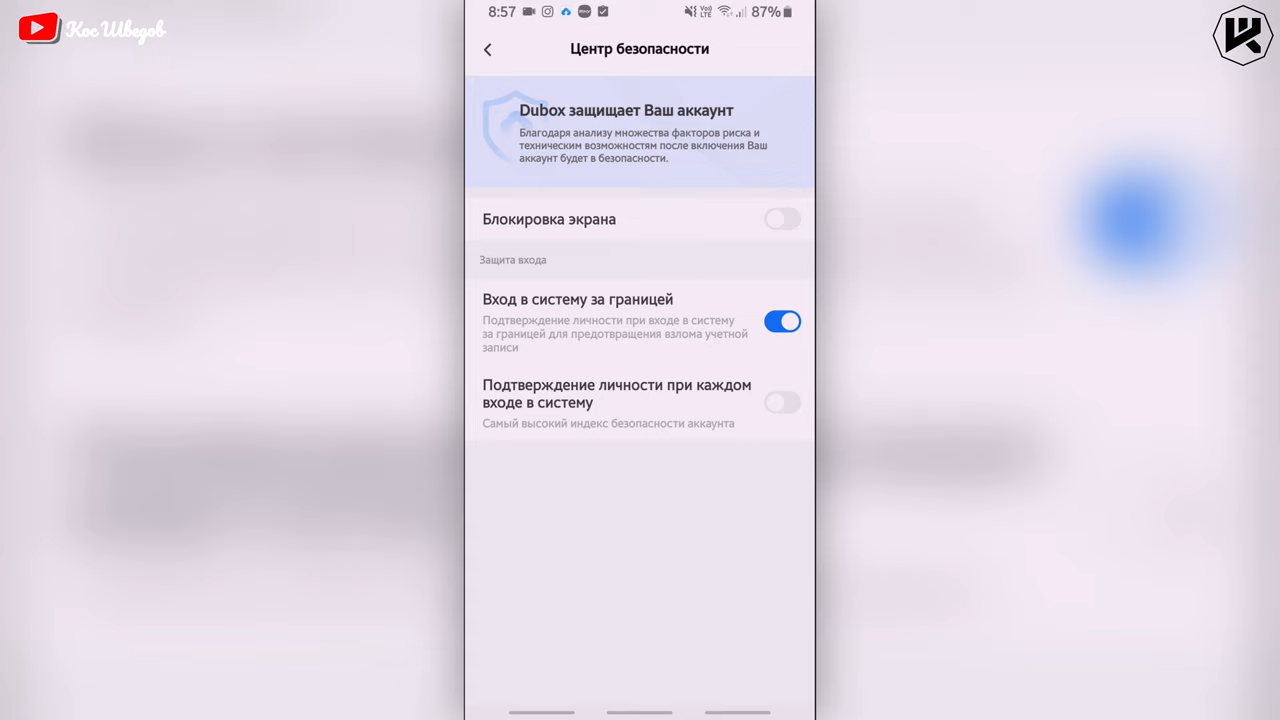 Кос Шведов
8:57
Vo))
LTE
87%
Центр безопасности
Dubox защищает Ваш аккаунт
Благодаря анализу множества факторов риска и
техническим возможностям после включения Ваш
аккаунт будет в безопасности.
Блокировка экрана
Защита входа
Вход в систему за границей
Подтверждение личности при входе в систему
за границей для предотвращения взлома учетной
записи
Подтверждение личности при каждом
входе в систему
Самый высокий индекс безопасности аккаунта